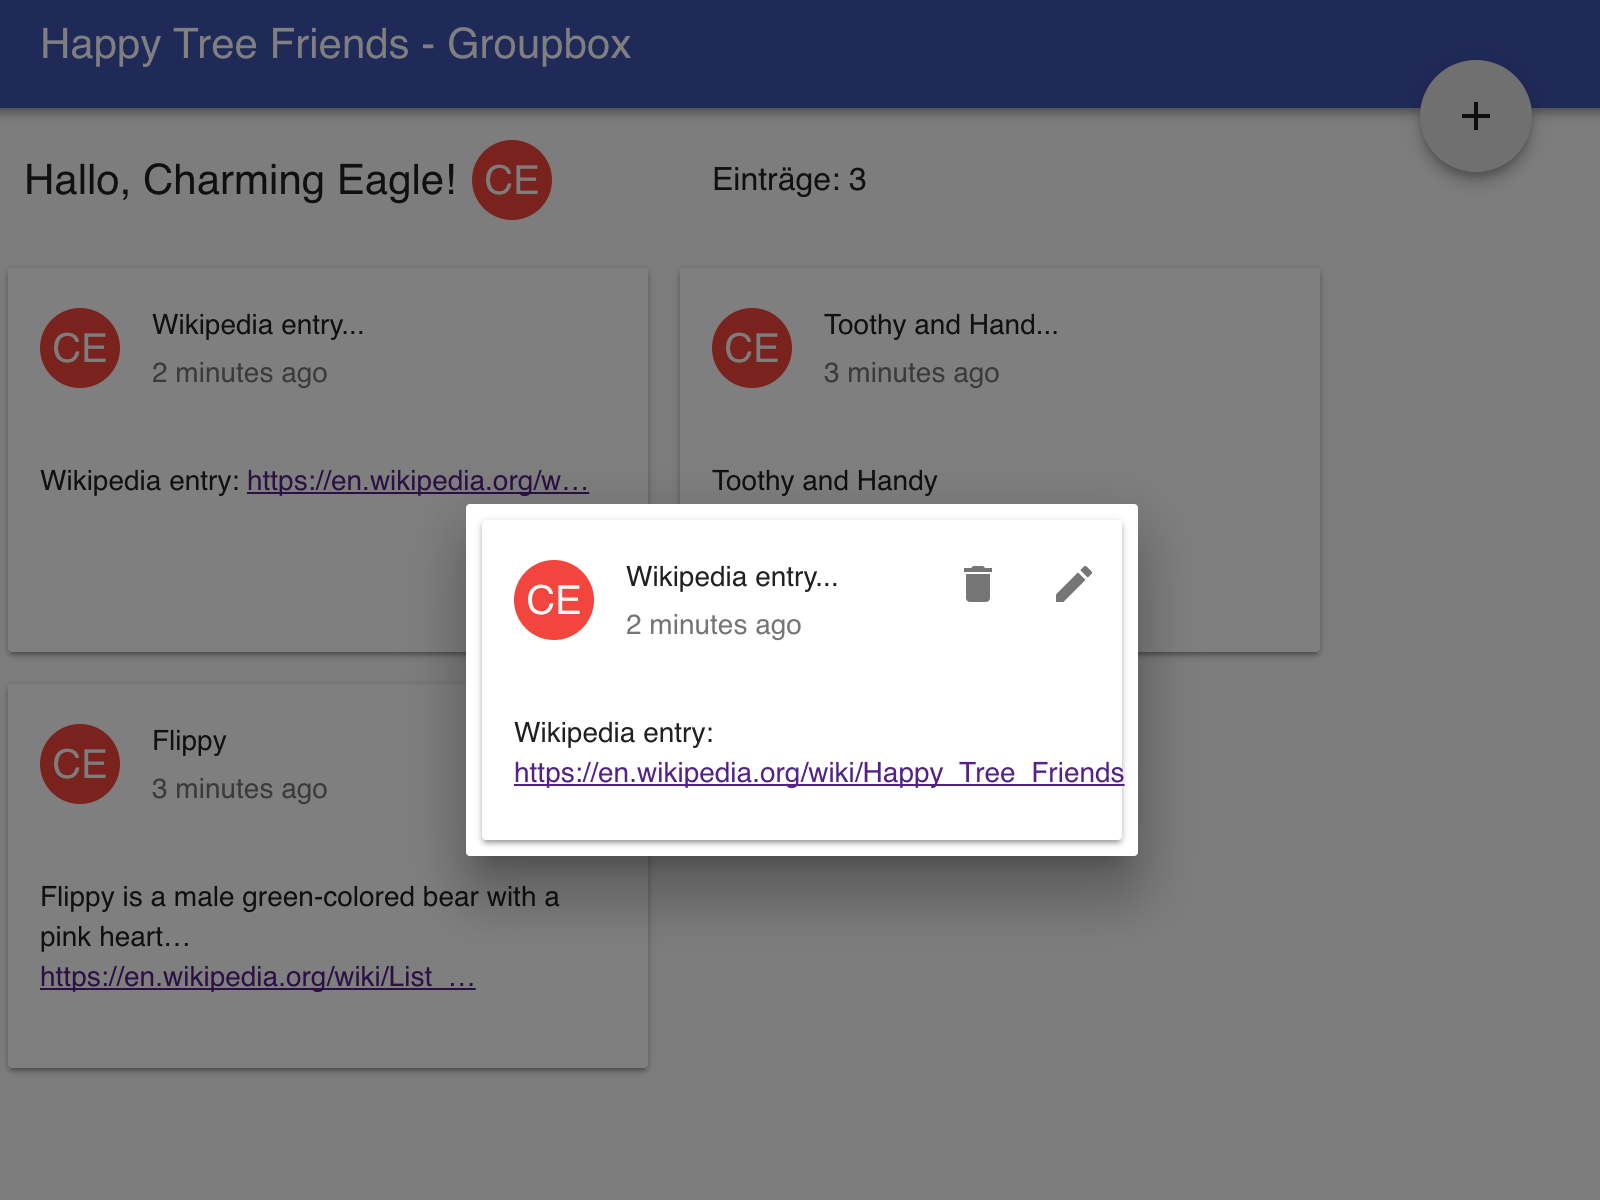 Happy Tree Friends - Groupbox
+
Hallo, Charming Eagle! CE
Einträge: 3
CE
Wikipedia entry...
2 minutes ago
Wikipedia entry: https://en.wikipedia.org/w...
CE
Toothy and Hand...
3 minutes ago
Toothy and Handy
CE
Wikipedia entry...
2 minutes ago
Wikipedia entry:
https://en.wikipedia.org/wiki/Happy_Tree_Friends
CE
Flippy
3 minutes ago
Flippy is a male green-colored bear with a
pink heart...
https://en.wikipedia.org/wiki/List_...